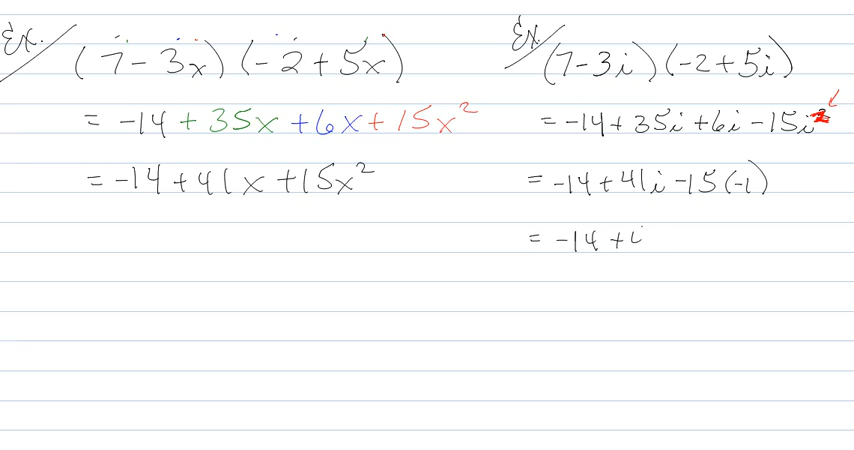 Ex. (7-3x)(-2+5x)
= -14 + 35x + 6x + 15x²
= -14 + 41x + 15x²
Ex. (7-3i)(-2+5i)
= -14 + 35i + 6i - 15i²
= -14 + 41i - 15(-1)
= -14 +